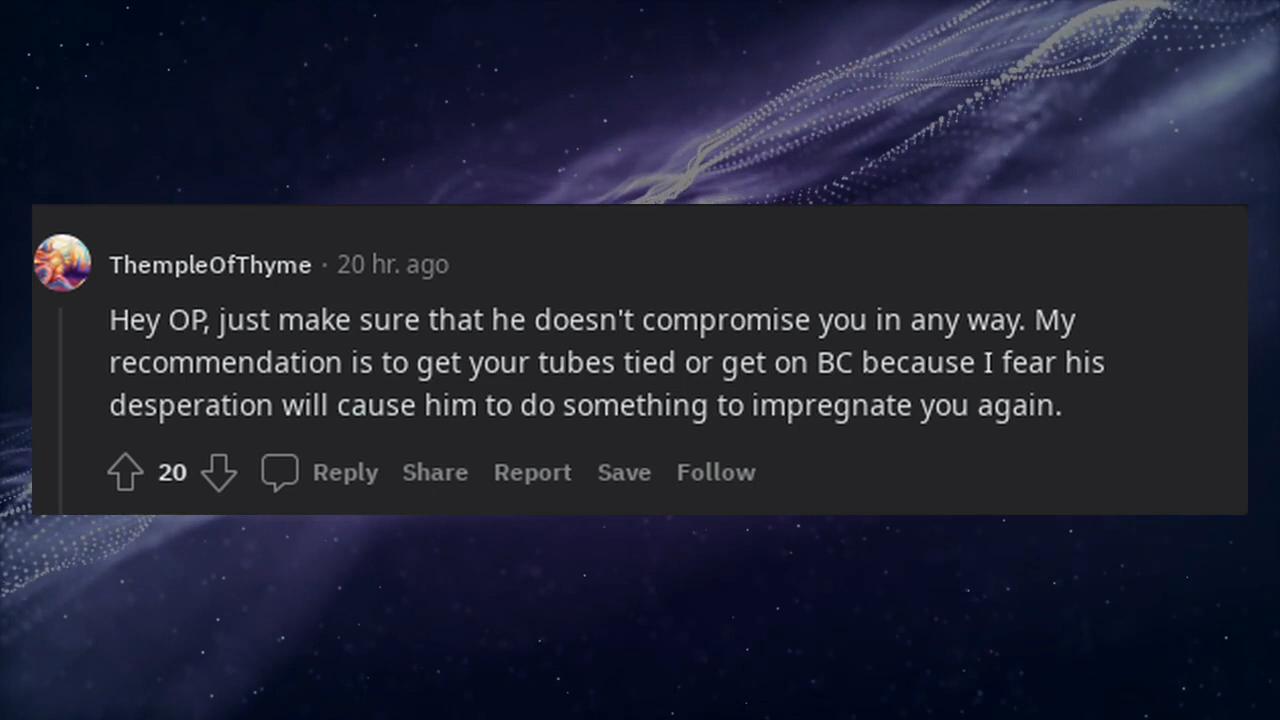 ThempleOfThyme · 20 hr. ago
Hey OP, just make sure that he doesn't compromise you in any way. My
recommendation is to get your tubes tied or get on BC because I fear his
desperation will cause him to do something to impregnate you again.
20 Reply Share Report Save Follow